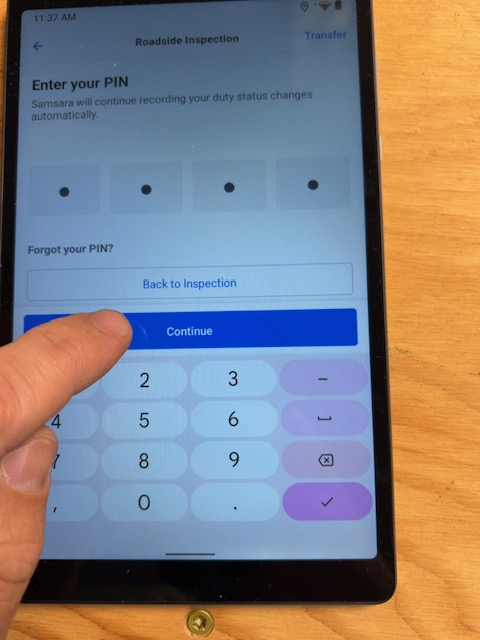 11:37 AM
Roadside Inspection
Transfer
Enter your PIN
Samsara will continue recording your duty status changes
automatically.
Forgot your PIN?
Back to Inspection
Continue
2 3 –
4 5 6
7 8 9
, 0 .